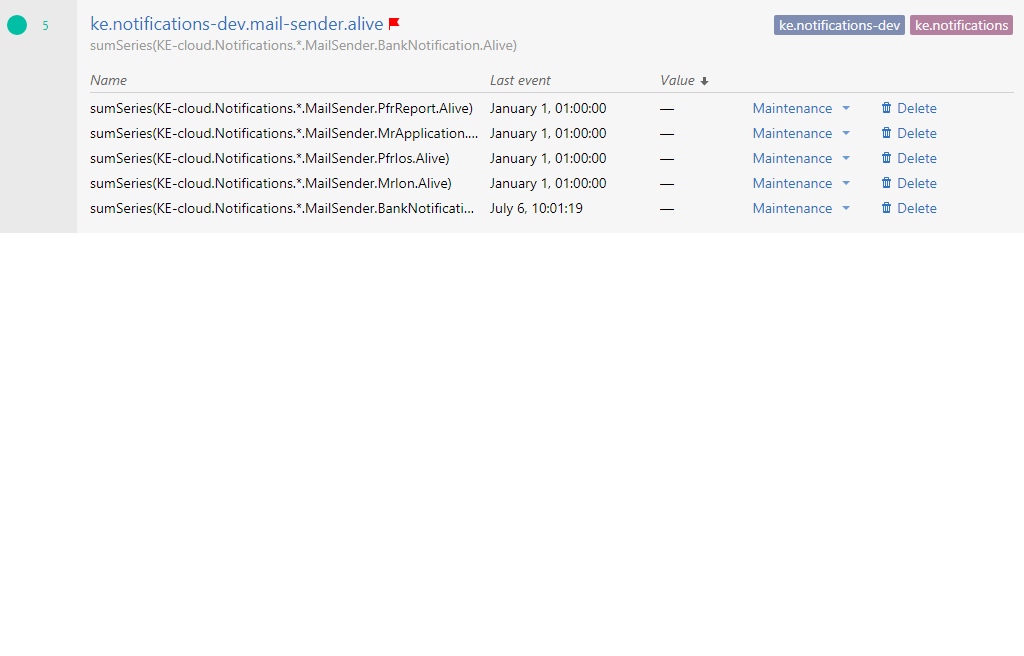 5 ke.notifications-dev.mail-sender.alive ke.notifications-dev ke.notifications
sumSeries(KE-cloud.Notifications.*.MailSender.BankNotification.Alive)
Name Last event Value
sumSeries(KE-cloud.Notifications.*.MailSender.PfrReport.Alive) January 1, 01:00:00 — Maintenance Delete
sumSeries(KE-cloud.Notifications.*.MailSender.MrApplication.... January 1, 01:00:00 — Maintenance Delete
sumSeries(KE-cloud.Notifications.*.MailSender.PfrIos.Alive) January 1, 01:00:00 — Maintenance Delete
sumSeries(KE-cloud.Notifications.*.MailSender.MrIon.Alive) January 1, 01:00:00 — Maintenance Delete
sumSeries(KE-cloud.Notifications.*.MailSender.BankNotificati... July 6, 10:01:19 — Maintenance Delete